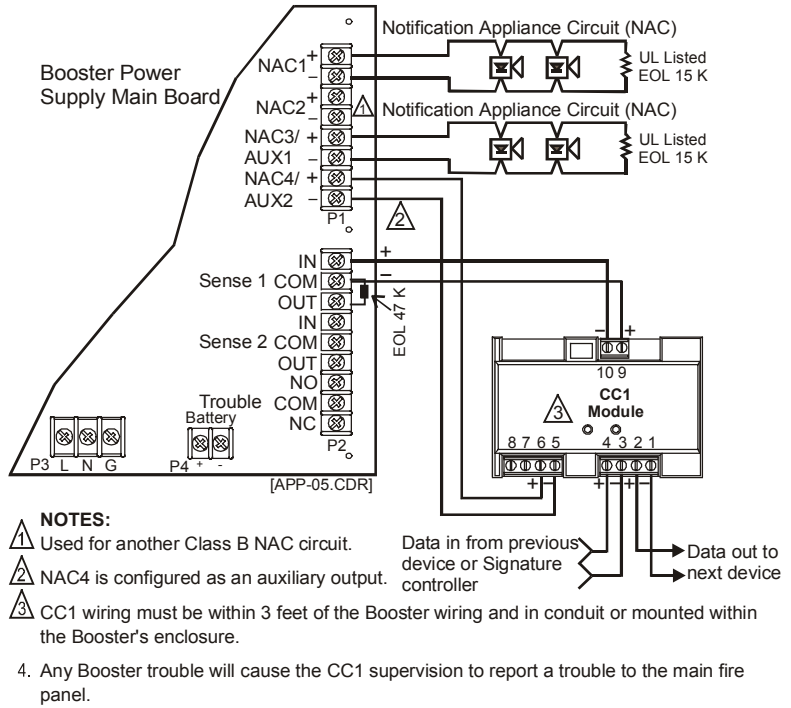 Notification Appliance Circuit (NAC)
Booster Power
Supply Main Board
NAC1
+
–
UL Listed
EOL 15 K
NAC2
+
–
1
Notification Appliance Circuit (NAC)
NAC3/ +
AUX1 –
UL Listed
EOL 15 K
NAC4/ +
AUX2 –
P1
2
IN
+
Sense 1 COM
–
OUT
EOL 47 K
IN
Sense 2 COM
OUT
NO
Trouble COM
Battery
NC
P2
P3 L N G
P4 + -
[APP-05.CDR]
– +
10 9
CC1
Module
3
8 7 6 5
4 3 2 1
+ –
+ – + –
NOTES:
1 Used for another Class B NAC circuit.
2 NAC4 is configured as an auxiliary output.
Data in from previous
device or Signature
controller
Data out to
next device
3 CC1 wiring must be within 3 feet of the Booster wiring and in conduit or mounted within
the Booster's enclosure.
4. Any Booster trouble will cause the CC1 supervision to report a trouble to the main fire
panel.